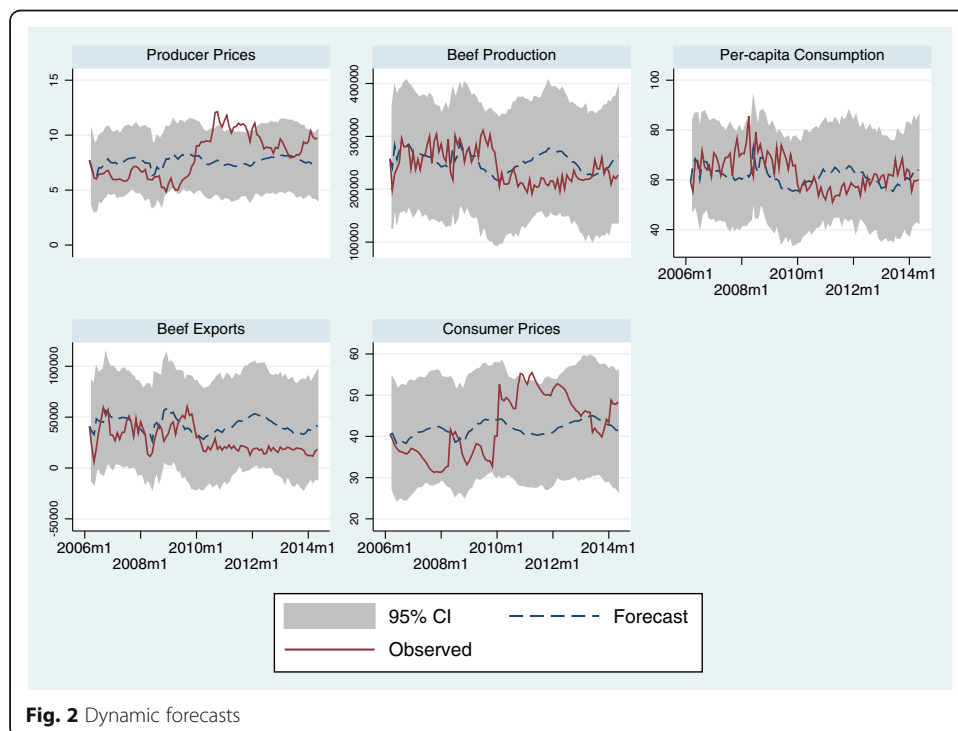 Producer Prices
15
10
5
0
Beef Production
400000
300000
200000
100000
Per-capita Consumption
100
80
60
40
2006m1 2010m1 2014m1
2008m1 2012m1
Beef Exports
100000
50000
0
-50000
2006m1 2010m1 2014m1
2008m1 2012m1
Consumer Prices
60
50
40
30
20
2006m1 2010m1 2014m1
2008m1 2012m1
95% CI Forecast
Observed
Fig. 2 Dynamic forecasts